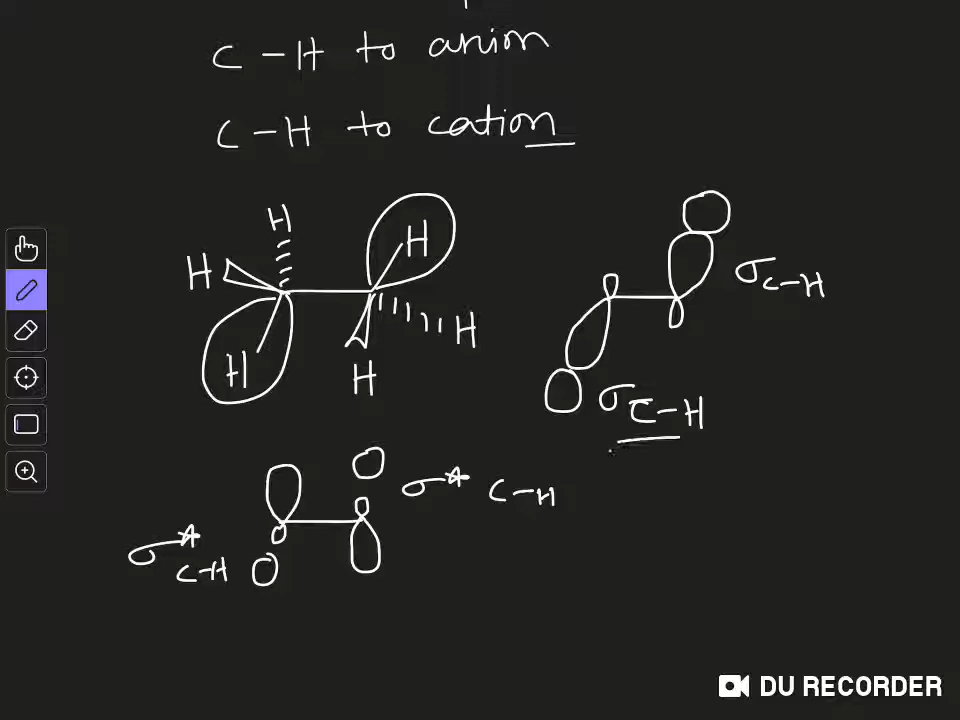 C-H to anion
C-H to cation
H
H
H
H
H
H
σC-H
σC-H
σ* C-H
σ* C-H
DU RECORDER